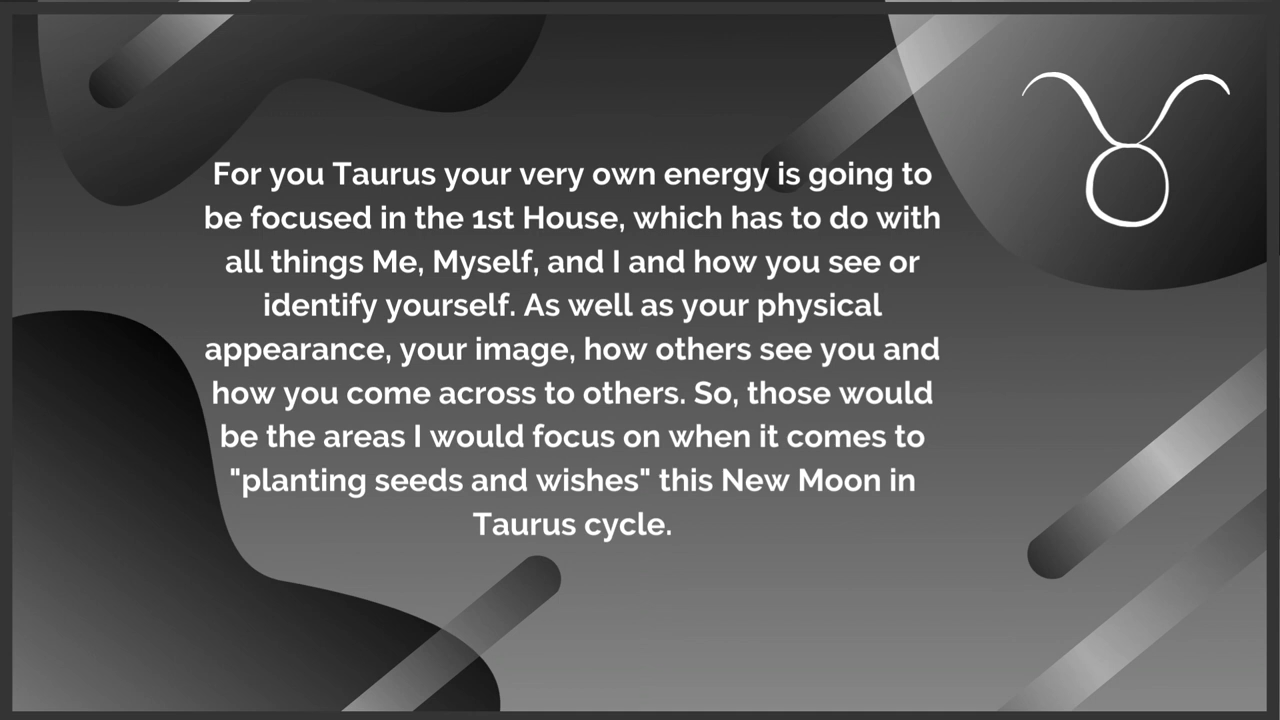 For you Taurus your very own energy is going to
be focused in the 1st House, which has to do with
all things Me, Myself, and I and how you see or
identify yourself. As well as your physical
appearance, your image, how others see you and
how you come across to others. So, those would
be the areas I would focus on when it comes to
"planting seeds and wishes" this New Moon in
Taurus cycle.